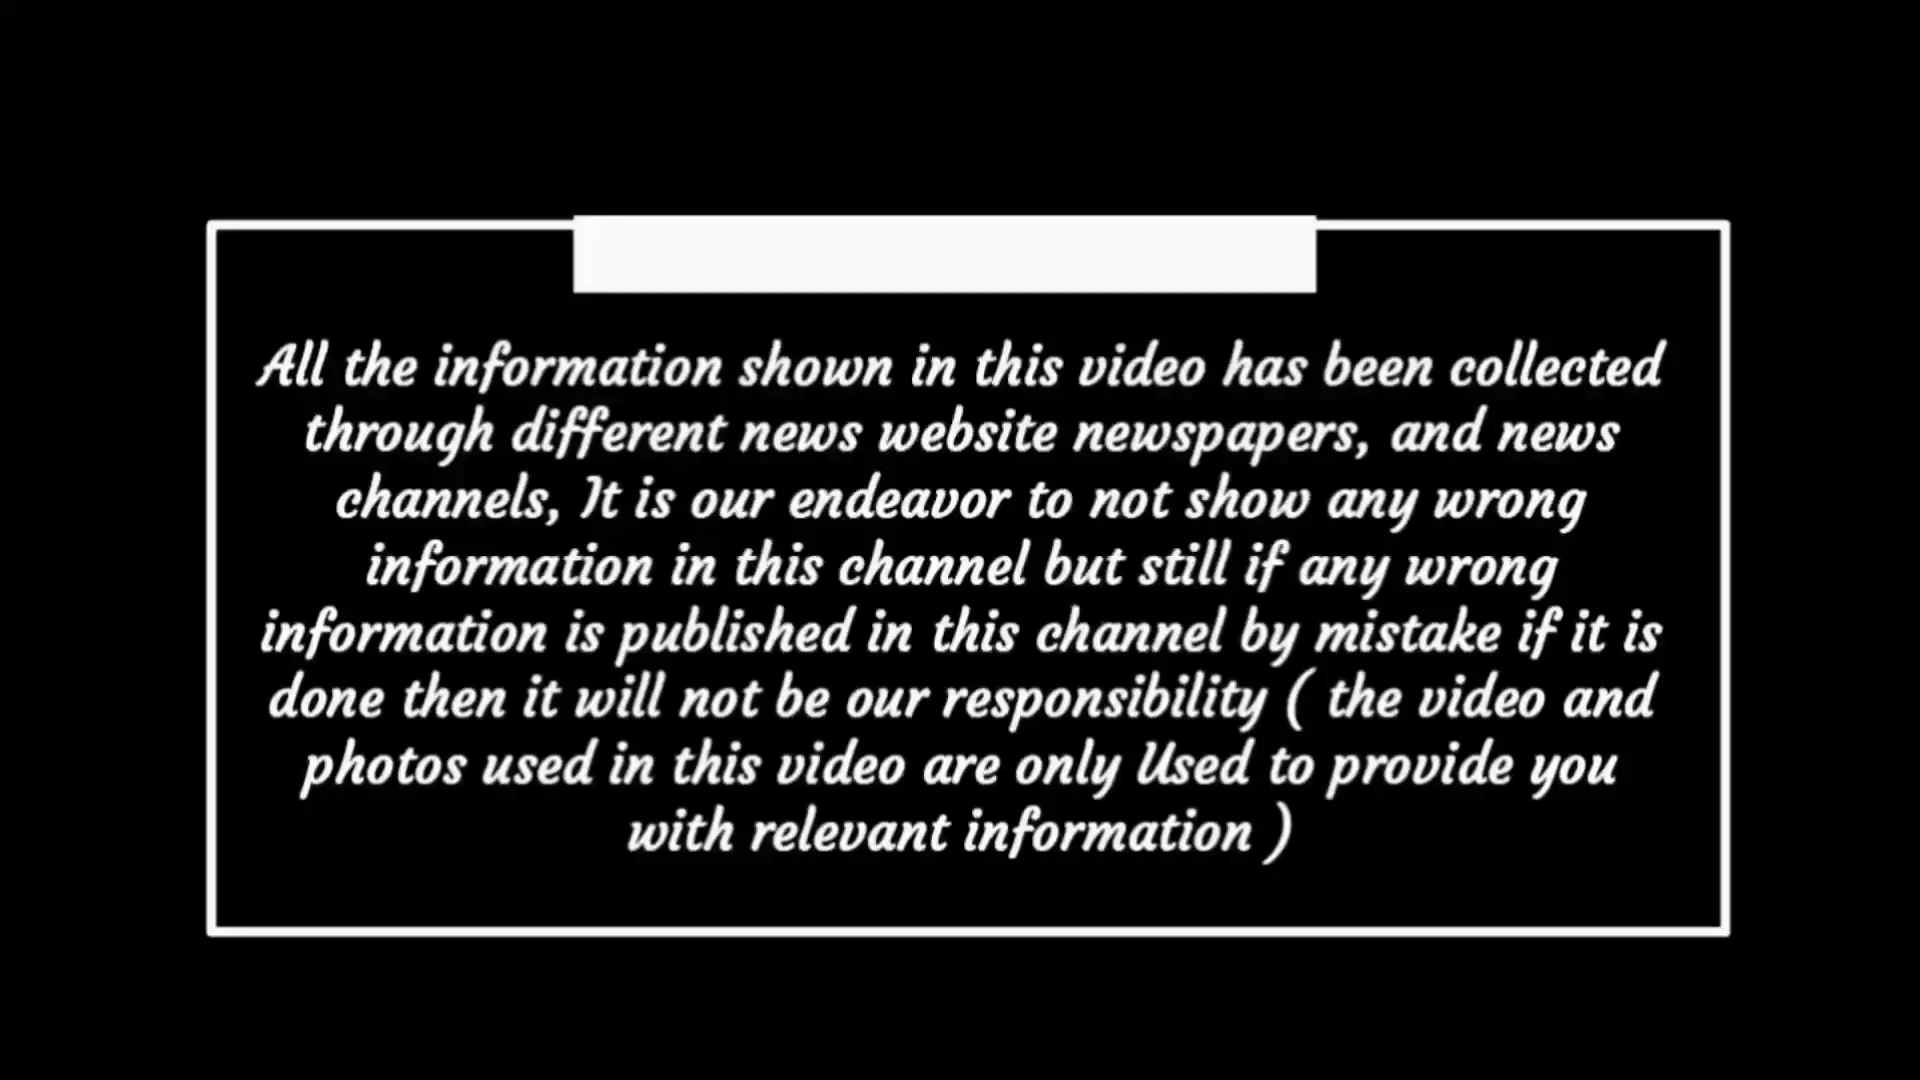 All the information shown in this video has been collected
through different news website newspapers, and news
channels, It is our endeavor to not show any wrong
information in this channel but still if any wrong
information is published in this channel by mistake if it is
done then it will not be our responsibility ( the video and
photos used in this video are only Used to provide you
with relevant information )